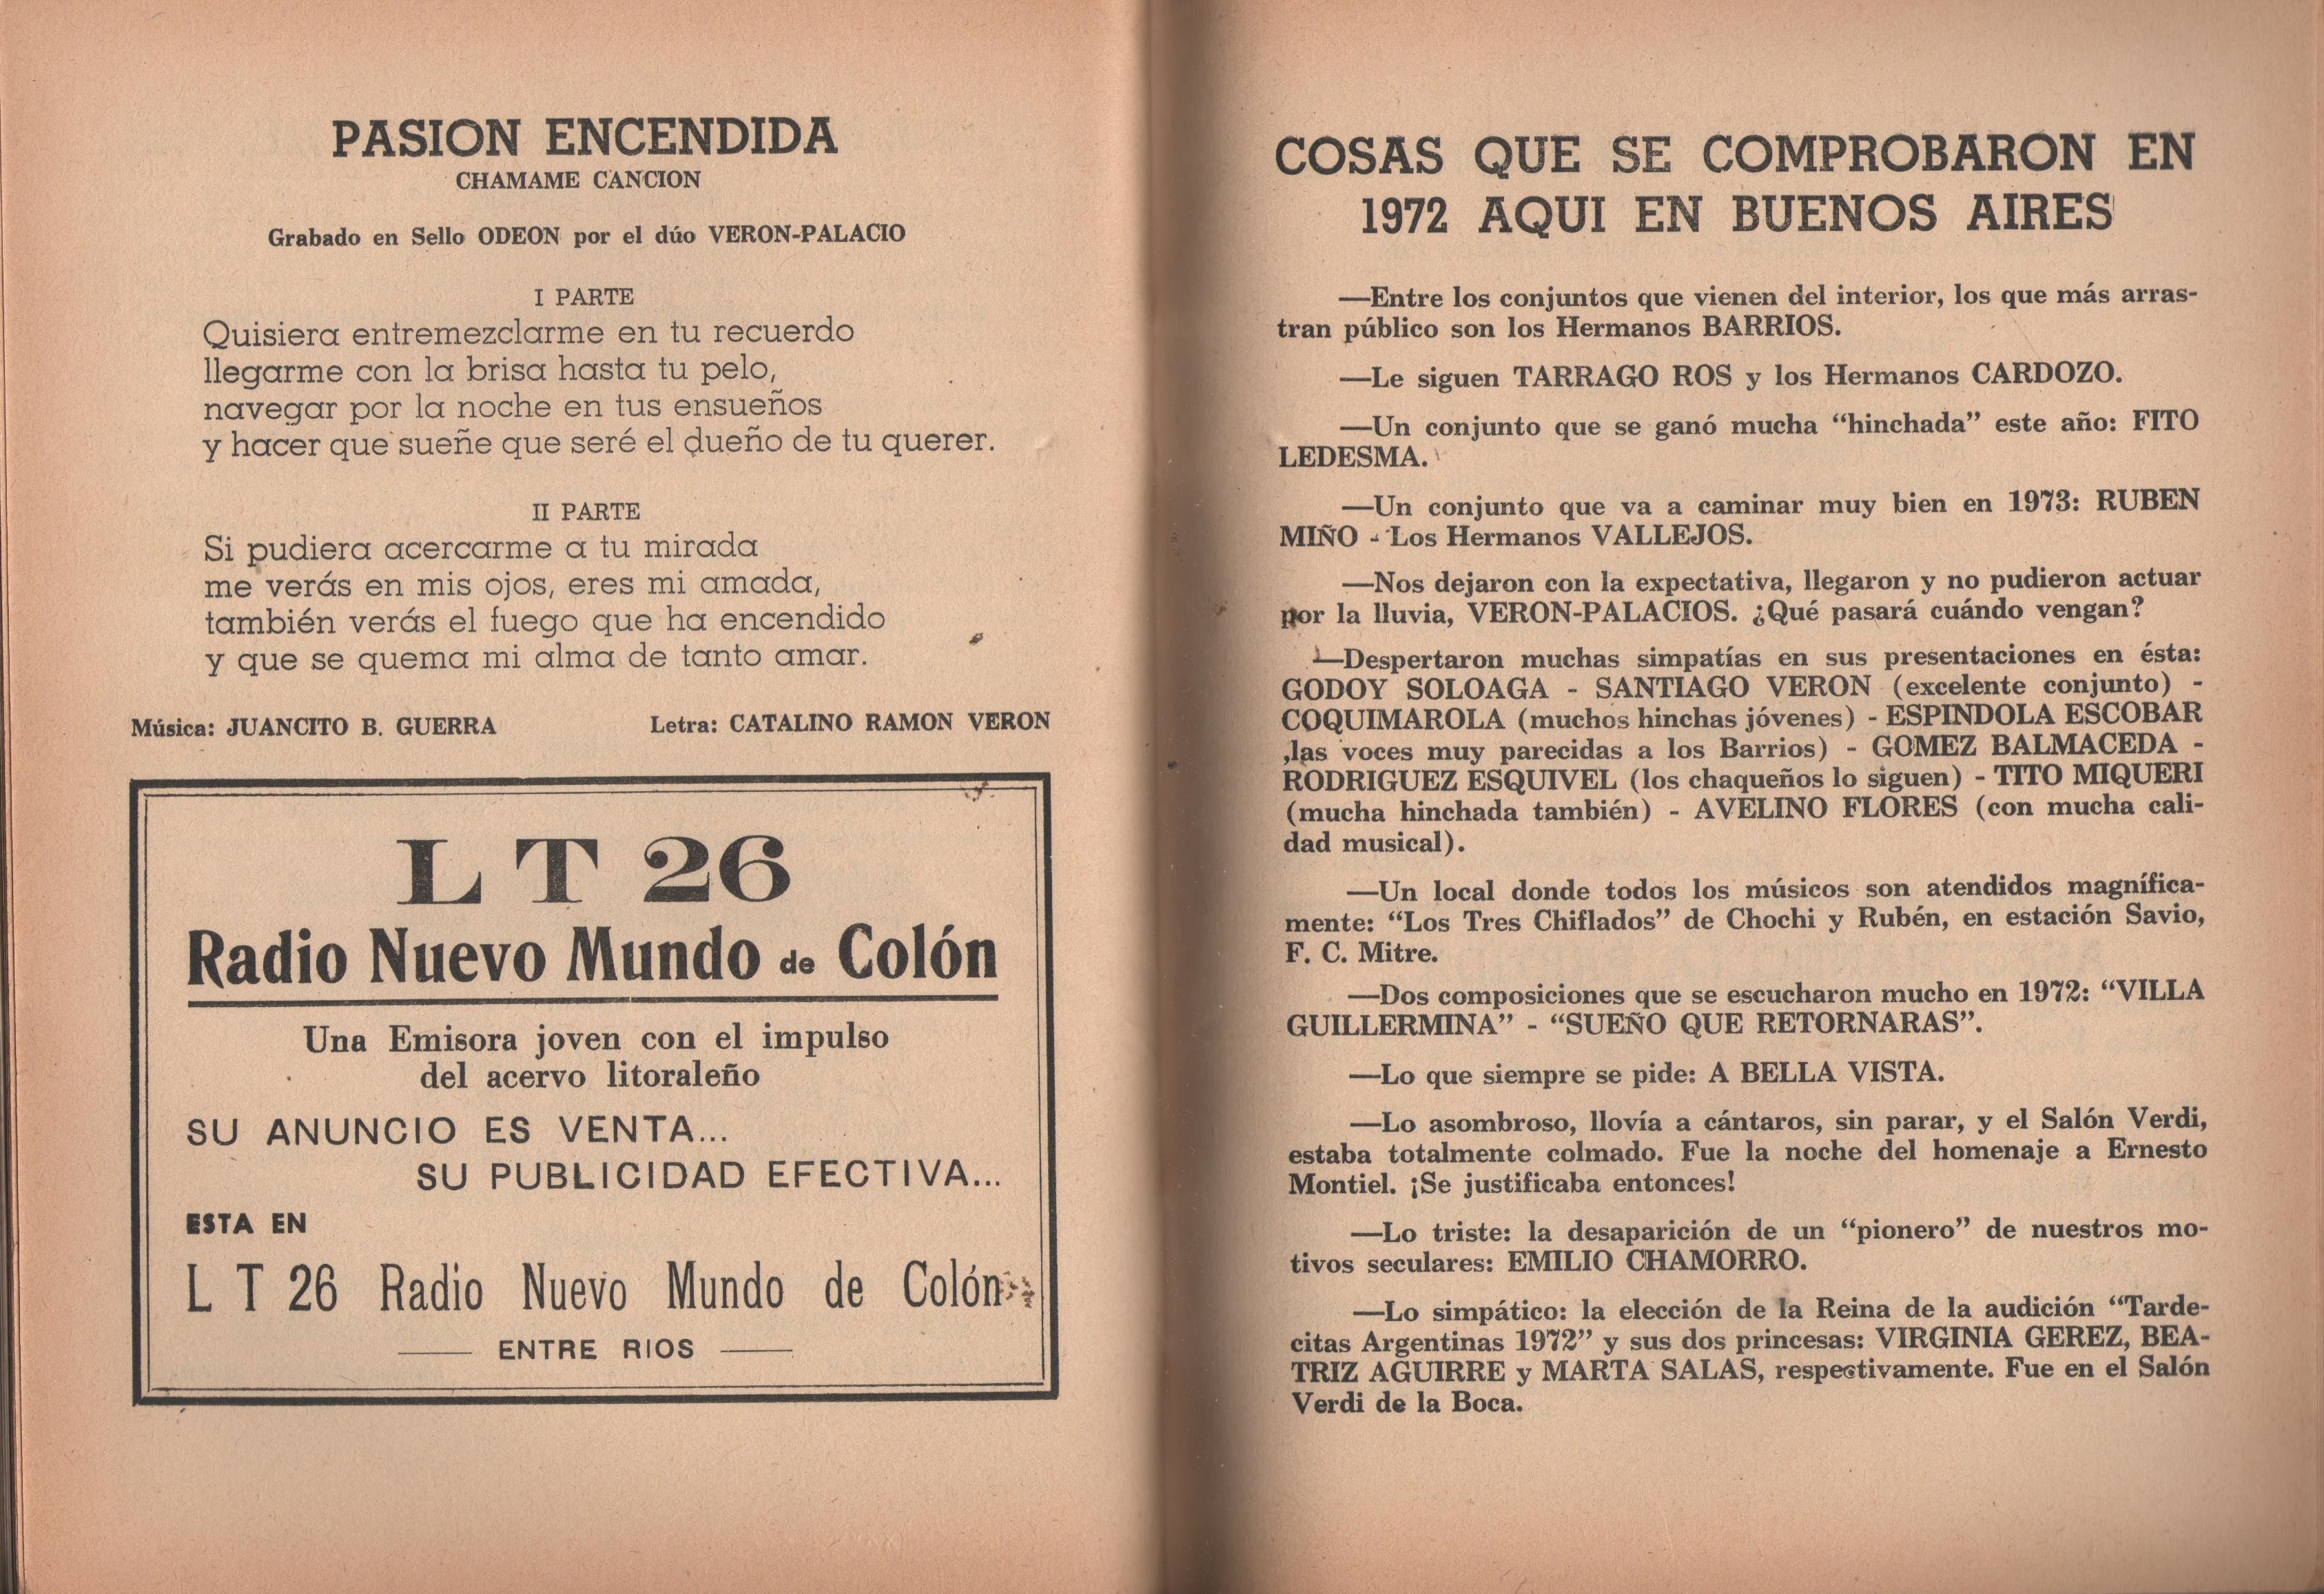 PASION ENCENDIDA
CHAMAME CANCION
Grabado en Sello ODEON por el dúo VERON-PALACIO
I PARTE
Quisiera entremezclarme en tu recuerdo
llegarme con la brisa hasta tu pelo,
navegar por la noche en tus ensueños
y hacer que sueñe que seré el dueño de tu querer.
II PARTE
Si pudiera acercarme a tu mirada
me verás en mis ojos, eres mi amada,
también verás el fuego que ha encendido
y que se quema mi alma de tanto amar.
Música: JUANCITO B. GUERRA Letra: CATALINO RAMON VERON
L T 26
Radio Nuevo Mundo de Colón
Una Emisora joven con el impulso
del acervo litoraleño
SU ANUNCIO ES VENTA...
SU PUBLICIDAD EFECTIVA...
ESTA EN
L T 26 Radio Nuevo Mundo de Colón
ENTRE RIOS
COSAS QUE SE COMPROBARON EN
1972 AQUI EN BUENOS AIRES
—Entre los conjuntos que vienen del interior, los que más arras-
tran público son los Hermanos BARRIOS.
—Le siguen TARRAGO ROS y los Hermanos CARDOZO.
—Un conjunto que se ganó mucha “hinchada” este año: FITO
LEDESMA.
—Un conjunto que va a caminar muy bien en 1973: RUBEN
MIÑO - Los Hermanos VALLEJOS.
—Nos dejaron con la expectativa, llegaron y no pudieron actuar
por la lluvia, VERON-PALACIOS. ¿Qué pasará cuándo vengan?
—Despertaron muchas simpatías en sus presentaciones en ésta:
GODOY SOLOAGA - SANTIAGO VERON (excelente conjunto) -
COQUIMAROLA (muchos hinchas jóvenes) - ESPINDOLA ESCOBAR
,las voces muy parecidas a los Barrios) - GOMEZ BALMACEDA -
RODRIGUEZ ESQUIVEL (los chaqueños lo siguen) - TITO MIQUERI
(mucha hinchada también) - AVELINO FLORES (con mucha cali-
dad musical).
—Un local donde todos los músicos son atendidos magnífica-
mente: “Los Tres Chiflados” de Chochi y Rubén, en estación Savio,
F. C. Mitre.
—Dos composiciones que se escucharon mucho en 1972: “VILLA
GUILLERMINA” - “SUEÑO QUE RETORNARAS”.
—Lo que siempre se pide: A BELLA VISTA.
—Lo asombroso, llovía a cántaros, sin parar, y el Salón Verdi,
estaba totalmente colmado. Fue la noche del homenaje a Ernesto
Montiel. ¡Se justificaba entonces!
—Lo triste: la desaparición de un “pionero” de nuestros mo-
tivos seculares: EMILIO CHAMORRO.
—Lo simpático: la elección de la Reina de la audición “Tarde-
citas Argentinas 1972” y sus dos princesas: VIRGINIA GEREZ, BEA-
TRIZ AGUIRRE y MARTA SALAS, respectivamente. Fue en el Salón
Verdi de la Boca.